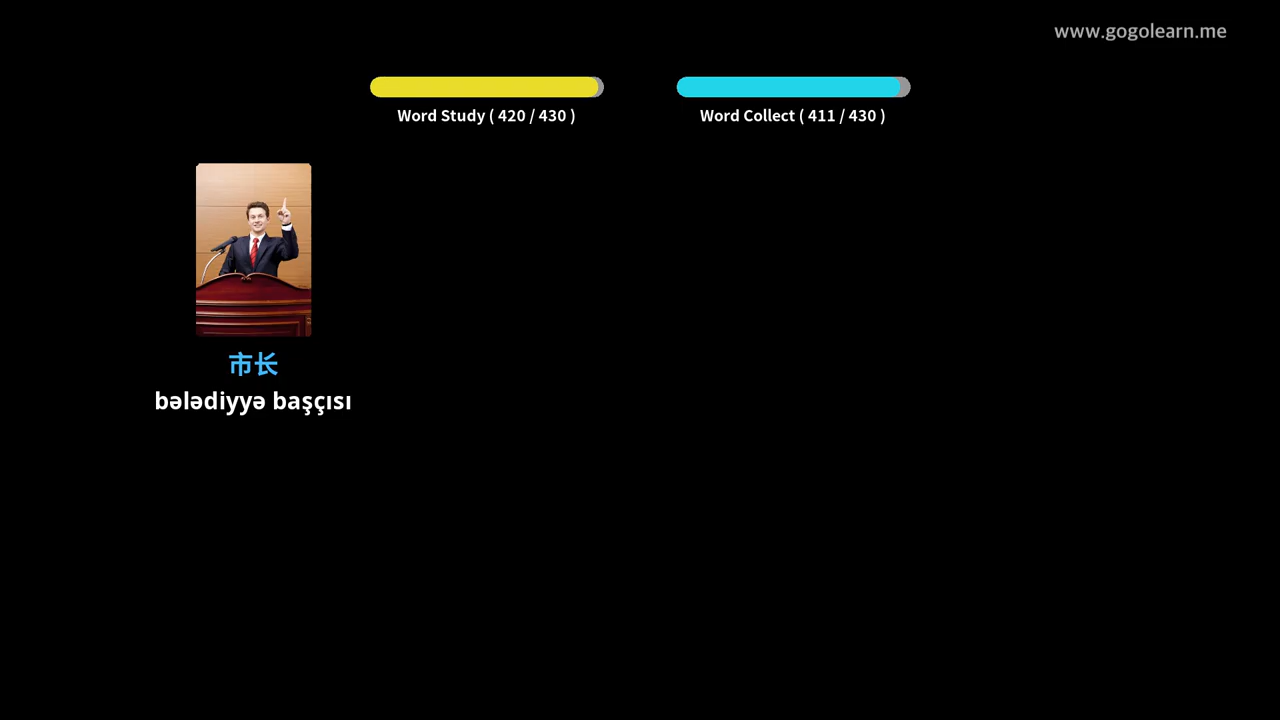 www.gogolearn.me
Word Study ( 420 / 430 )
Word Collect ( 411 / 430 )
市长
bələdiyyə başçısı